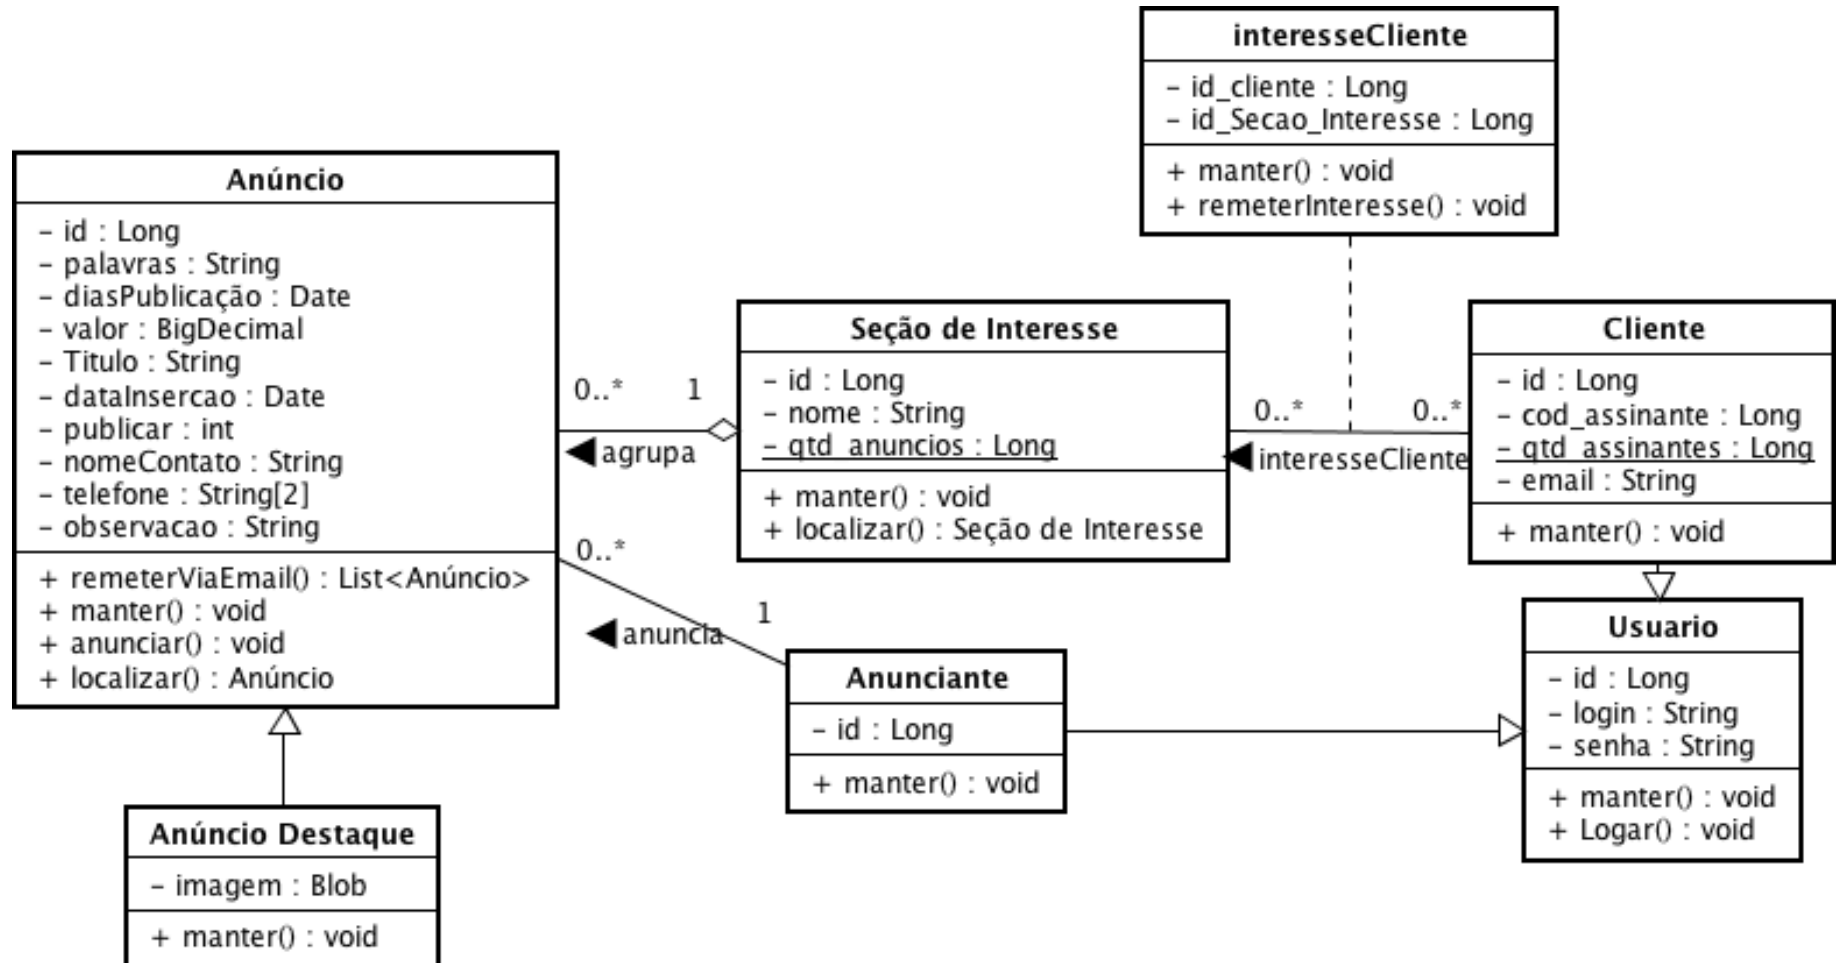 interesseCliente
- id_cliente : Long
- id_Secao_Interesse : Long
+ manter() : void
+ remeterInteresse() : void
Anúncio
- id : Long
- palavras : String
- diasPublicação : Date
- valor : BigDecimal
- Titulo : String
- dataInsercao : Date
- publicar : int
- nomeContato : String
- telefone : String[2]
- observacao : String
+ remeterViaEmail() : List<Anúncio>
+ manter() : void
+ anunciar() : void
+ localizar() : Anúncio
0..*
1
agrupa
Seção de Interesse
- id : Long
- nome : String
- qtd_anuncios : Long
+ manter() : void
+ localizar() : Seção de Interesse
0..*
0..*
interesseCliente
Cliente
- id : Long
- cod_assinante : Long
- qtd_assinantes : Long
- email : String
+ manter() : void
0..*
1
anuncia
Anunciante
- id : Long
+ manter() : void
Usuario
- id : Long
- login : String
- senha : String
+ manter() : void
+ Logar() : void
Anúncio Destaque
- imagem : Blob
+ manter() : void